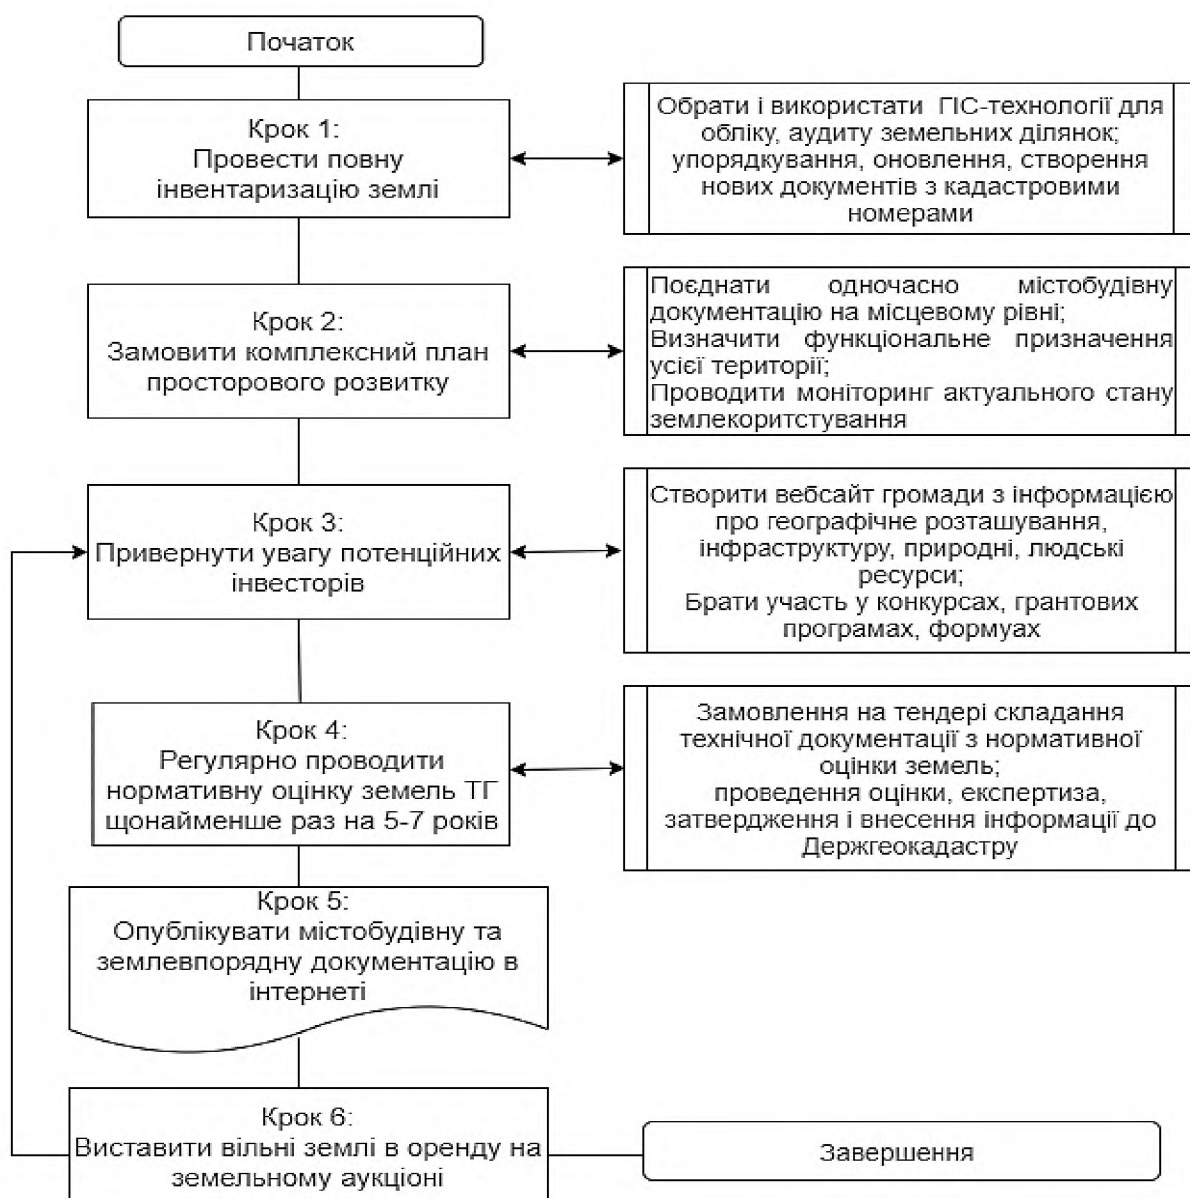 Початок
Крок 1:
Провести повну
інвентаризацію землі
Обрати і використати ГІС-технології для
обліку, аудиту земельних ділянок;
упорядкування, оновлення, створення
нових документів з кадастровими
номерами
Крок 2:
Замовити комплексний план
просторового розвитку
Поєднати одночасно містобудівну
документацію на місцевому рівні;
Визначити функціональне призначення
усієї території;
Проводити моніторинг актуального стану
землекоритстування
Крок 3:
Привернути увагу потенційних
інвесторів
Створити вебсайт громади з інформацією
про географічне розташування,
інфраструктуру, природні, людські
ресурси;
Брати участь у конкурсах, грантових
програмах, формуах
Крок 4:
Регулярно проводити
нормативну оцінку земель ТГ
щонайменше раз на 5-7 років
Замовлення на тендері складання
технічної документації з нормативної
оцінки земель;
проведення оцінки, експертиза,
затвердження і внесення інформації до
Держгеокадастру
Крок 5:
Опублікувати містобудівну та
землевпорядну документацію в
інтернеті
Крок 6:
Виставити вільні землі в оренду на
земельному аукціоні
Завершення